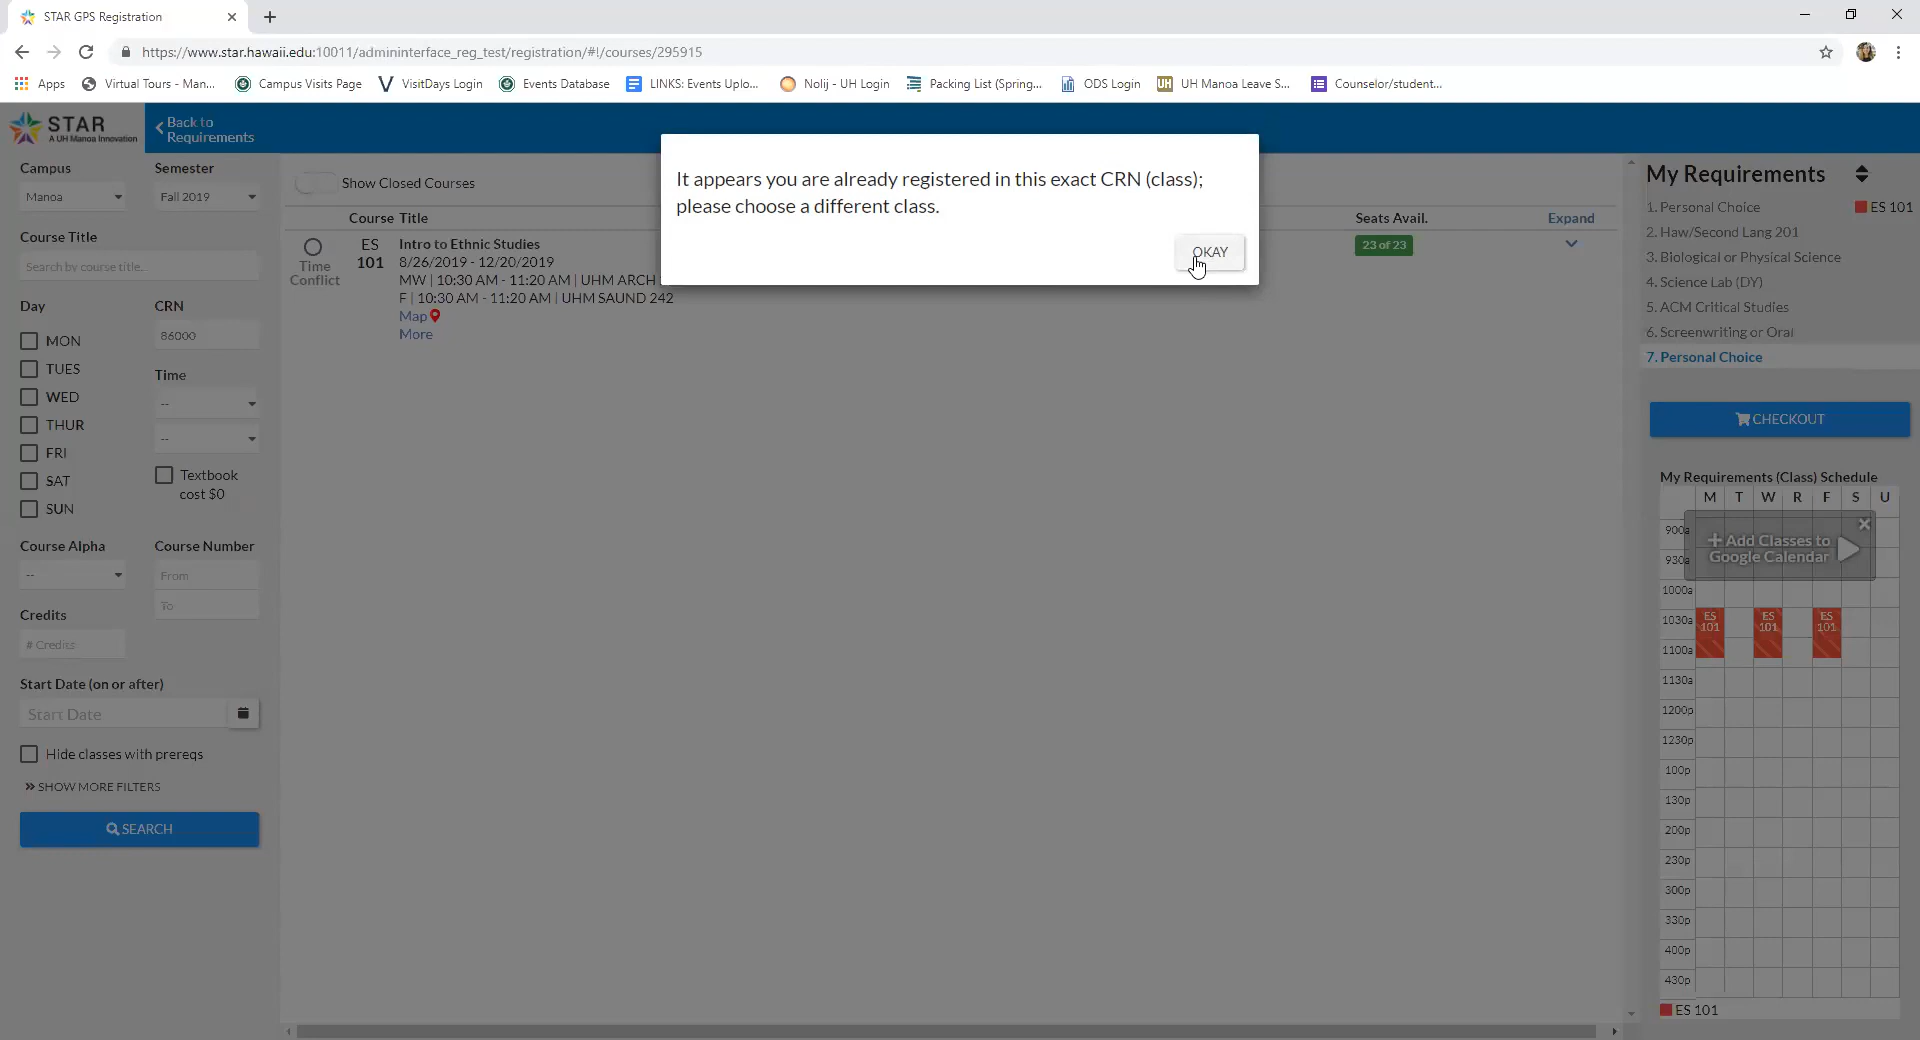 STAR GPS Registration
https://www.star.hawaii.edu:10011/admininterface_reg_test/registration/#!/courses/295915
Apps
Virtual Tours - Man...
Campus Visits Page
VisitDays Login
Events Database
LINKS: Events Uplo...
Nolij - UH Login
Packing List (Spring...
ODS Login
UH Manoa Leave S...
Counselor/student...
STAR
A UH Manoa Innovation
Back to
Requirements
It appears you are already registered in this exact CRN (class);
please choose a different class.
OKAY
Campus
Semester
Manoa
Fall 2019
Course Title
Search by course title...
Day
CRN
MON
86000
TUES
Time
WED
--
THUR
--
FRI
SAT
Textbook
cost $0
SUN
Course Alpha
Course Number
--
From
To
Credits
# Credits
Start Date (on or after)
Start Date
Hide classes with prereqs
SHOW MORE FILTERS
SEARCH
Show Closed Courses
Course Title
Seats Avail.
Expand
Time
Conflict
ES
101
Intro to Ethnic Studies
8/26/2019 - 12/20/2019
MW | 10:30 AM - 11:20 AM | UHM ARCH
F | 10:30 AM - 11:20 AM | UHM SAUND 242
Map
More
23 of 23
My Requirements
1. Personal Choice
ES 101
2. Haw/Second Lang 201
3. Biological or Physical Science
4. Science Lab (DY)
5. ACM Critical Studies
6. Screenwriting or Oral
7. Personal Choice
CHECKOUT
My Requirements (Class) Schedule
M T W R F S U
900a
930a
+ Add Classes to
Google Calendar
1000a
1030a
ES
101
ES
101
ES
101
1100a
1130a
1200p
1230p
100p
130p
200p
230p
300p
330p
400p
430p
ES 101